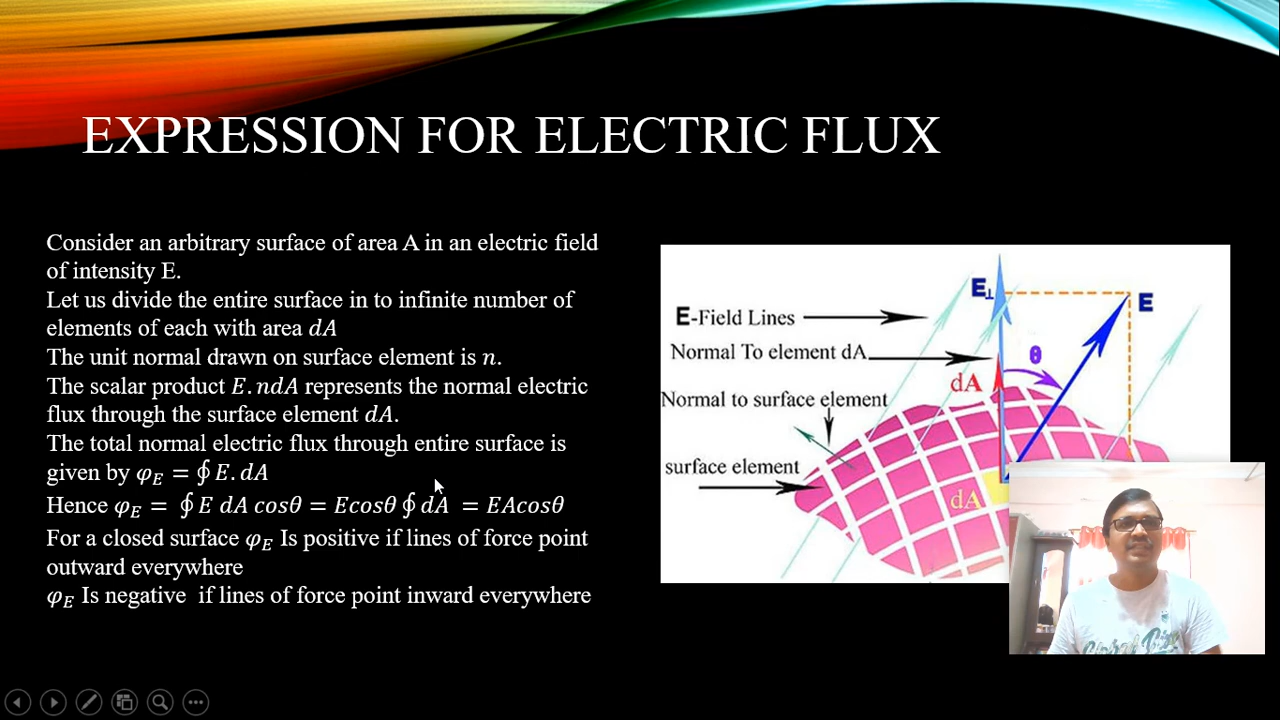 EXPRESSION FOR ELECTRIC FLUX
Consider an arbitrary surface of area A in an electric field
of intensity E.
Let us divide the entire surface in to infinite number of
elements of each with area 𝑑𝐴
The unit normal drawn on surface element is 𝑛.
The scalar product 𝐸.𝑛𝑑𝐴 represents the normal electric
flux through the surface element 𝑑𝐴.
The total normal electric flux through entire surface is
given by 𝜑𝐸 = ∮ 𝐸.𝑑𝐴
Hence 𝜑𝐸 = ∮ 𝐸 𝑑𝐴 𝑐𝑜𝑠𝜃 = 𝐸𝑐𝑜𝑠𝜃 ∮ 𝑑𝐴 = 𝐸𝐴𝑐𝑜𝑠𝜃
For a closed surface 𝜑𝐸 Is positive if lines of force point
outward everywhere
𝜑𝐸 Is negative if lines of force point inward everywhere
E⊥
E
E-Field Lines
Normal To element dA
θ
dA
Normal to surface element
surface element
dA